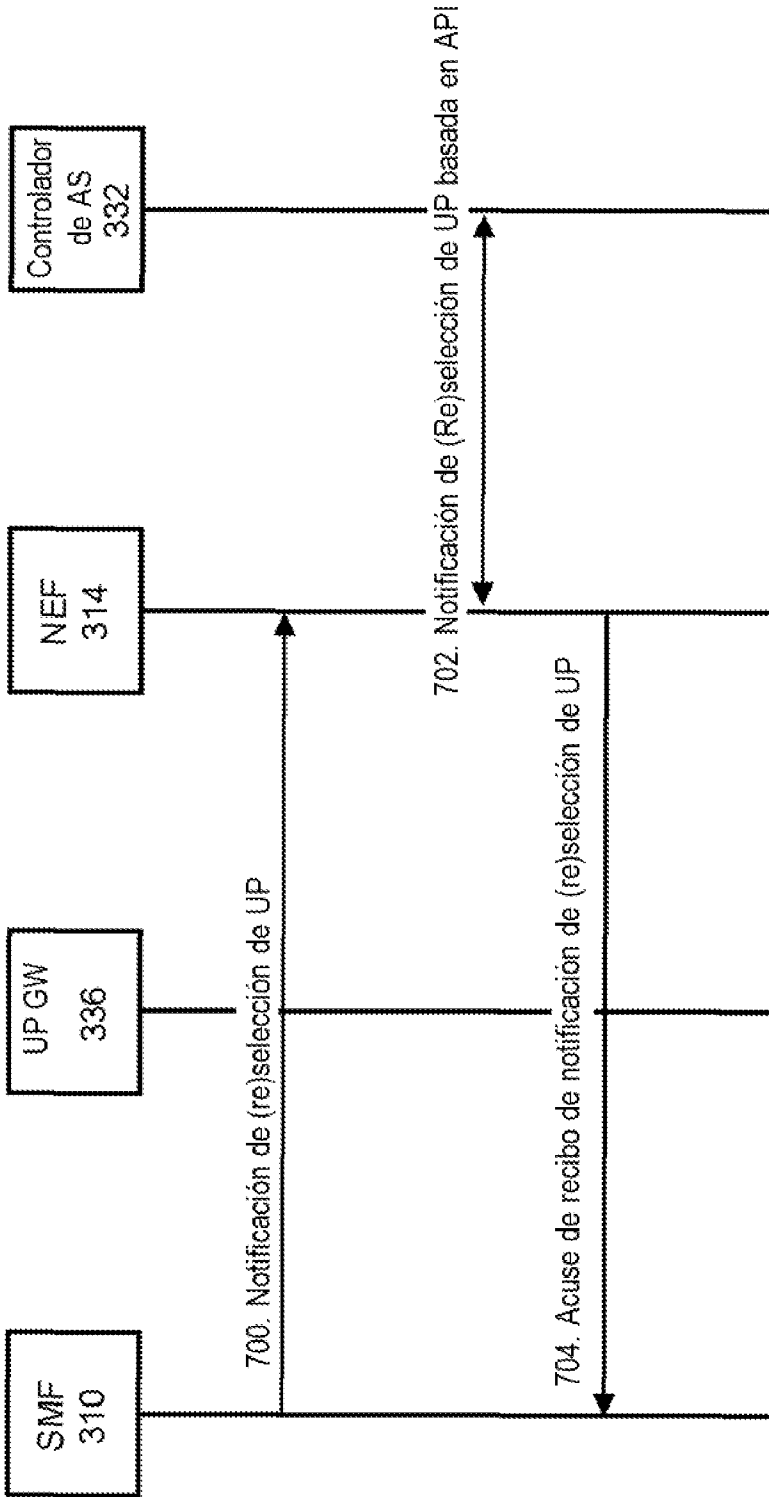 SMF
310
UP GW
336
NEF
314
Controlador
de AS
332
700. Notificación de (re)selección de UP
702. Notificación de (Re)selección de UP basada en API
704. Acuse de recibo de notificación de (re)selección de UP